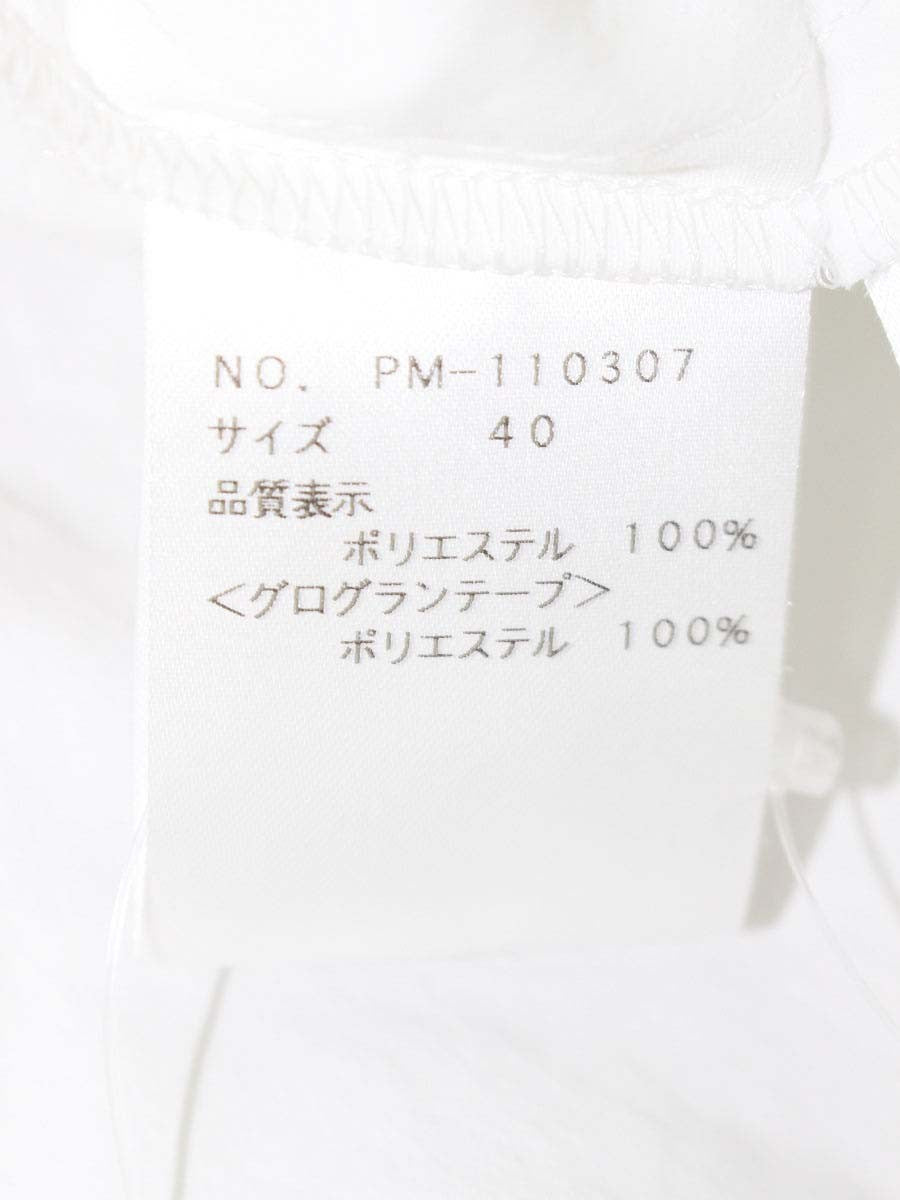 NO. PM-110307
サイズ 40
品質表示
ポリエステル 100%
<グログランテープ>
ポリエステル 100%